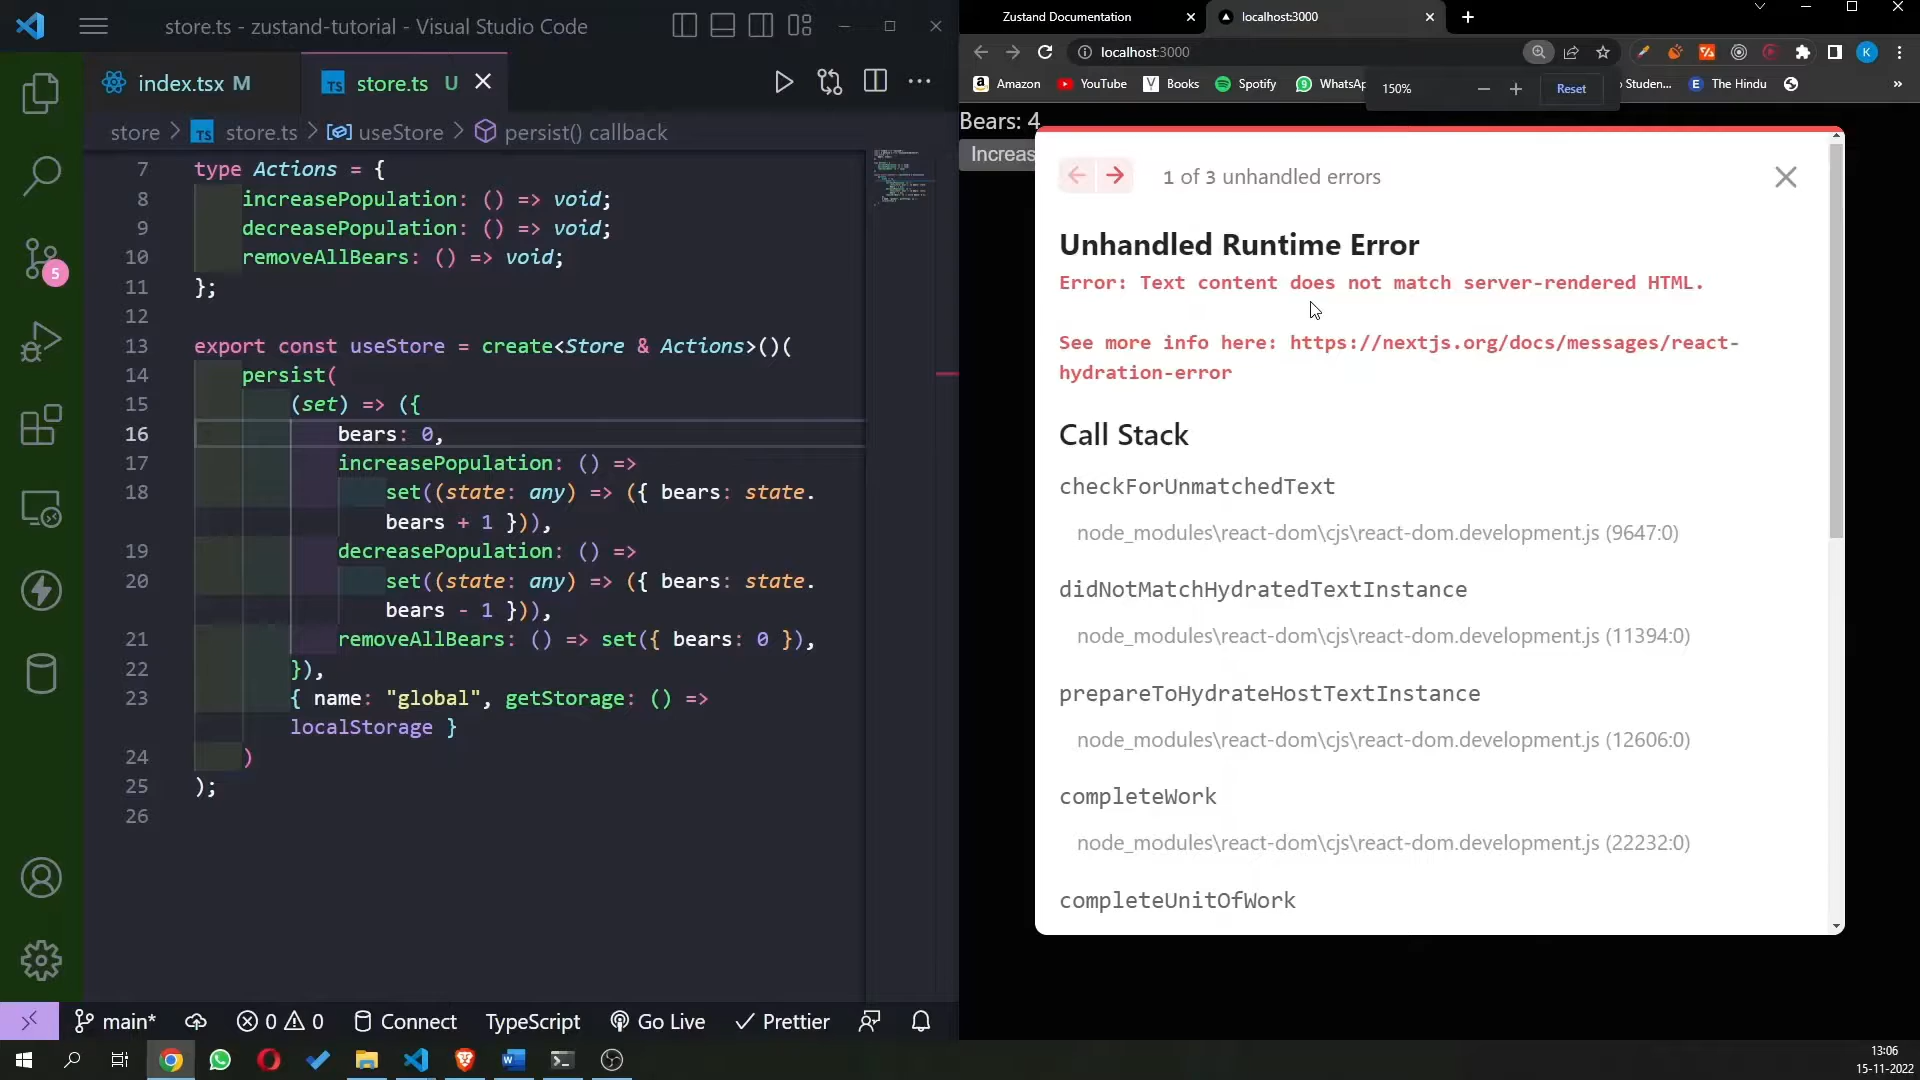 store.ts - zustand-tutorial - Visual Studio Code
index.tsx M
TS store.ts U
store > TS store.ts > useStore > persist() callback
7 type Actions = {
8 increasePopulation: () => void;
9 decreasePopulation: () => void;
10 removeAllBears: () => void;
11 };
12
13 export const useStore = create<Store & Actions>()(
14 persist(
15 (set) => ({
16 bears: 0,
17 increasePopulation: () =>
18 set((state: any) => ({ bears: state.
bears + 1 })),
19 decreasePopulation: () =>
20 set((state: any) => ({ bears: state.
bears - 1 })),
21 removeAllBears: () => set({ bears: 0 }),
22 }),
23 { name: "global", getStorage: () =>
localStorage }
24 )
25 );
26
5
main* 0 0 Connect TypeScript Go Live Prettier
Zustand Documentation
localhost:3000
localhost:3000
K
Amazon YouTube Books Spotify WhatsAp
150% Reset
Studen... E The Hindu »
Bears: 4
Increas
1 of 3 unhandled errors
Unhandled Runtime Error
Error: Text content does not match server-rendered HTML.
See more info here: https://nextjs.org/docs/messages/react-
hydration-error
Call Stack
checkForUnmatchedText
node_modules\react-dom\cjs\react-dom.development.js (9647:0)
didNotMatchHydratedTextInstance
node_modules\react-dom\cjs\react-dom.development.js (11394:0)
prepareToHydrateHostTextInstance
node_modules\react-dom\cjs\react-dom.development.js (12606:0)
completeWork
node_modules\react-dom\cjs\react-dom.development.js (22232:0)
completeUnitOfWork
13:06
15-11-2022